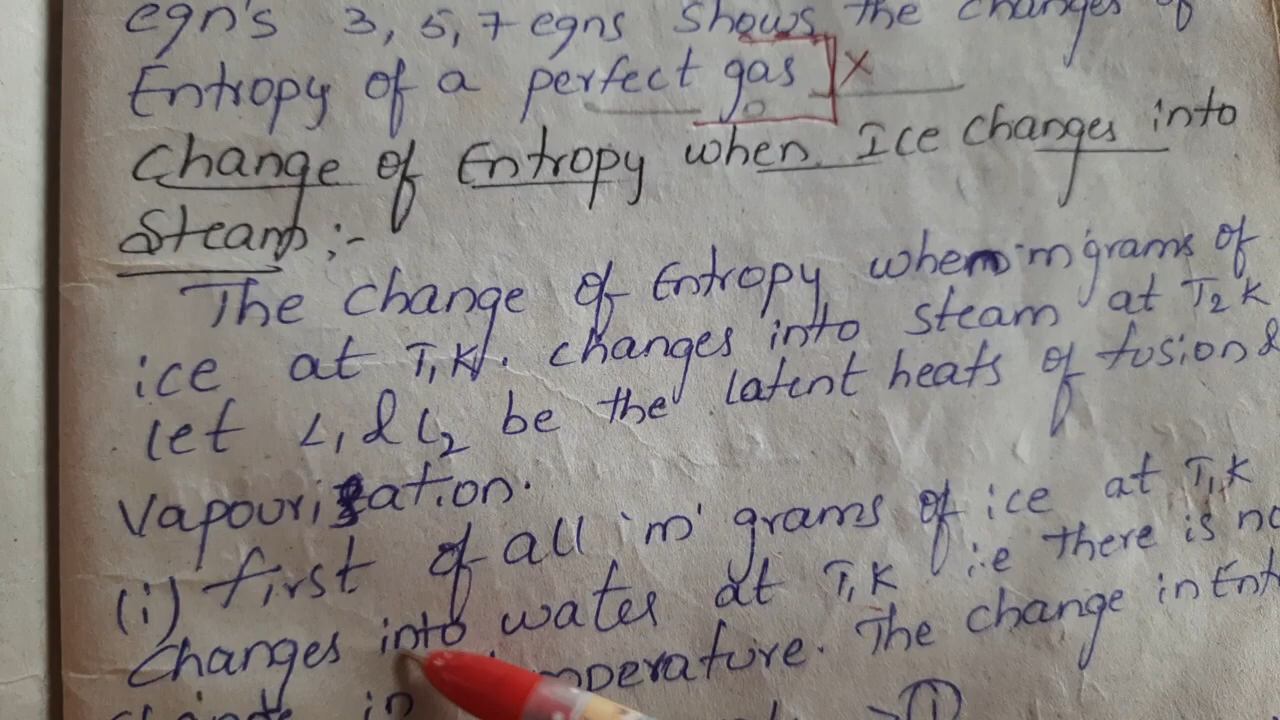 eqn's 3, 5, 7 eqns shows the changes of
Entropy of a perfect gas X
Change of Entropy when Ice changes into
Steam :-
The change of Entropy when m grams of
ice at T1K. changes into steam at T2K
let L1 & L2 be the latent heats of fusion &
Vapourisation.
(i) first of all 'm' grams of ice at T1K
Changes into water at T1K i.e there is no
in temperature. The change in Ent
①